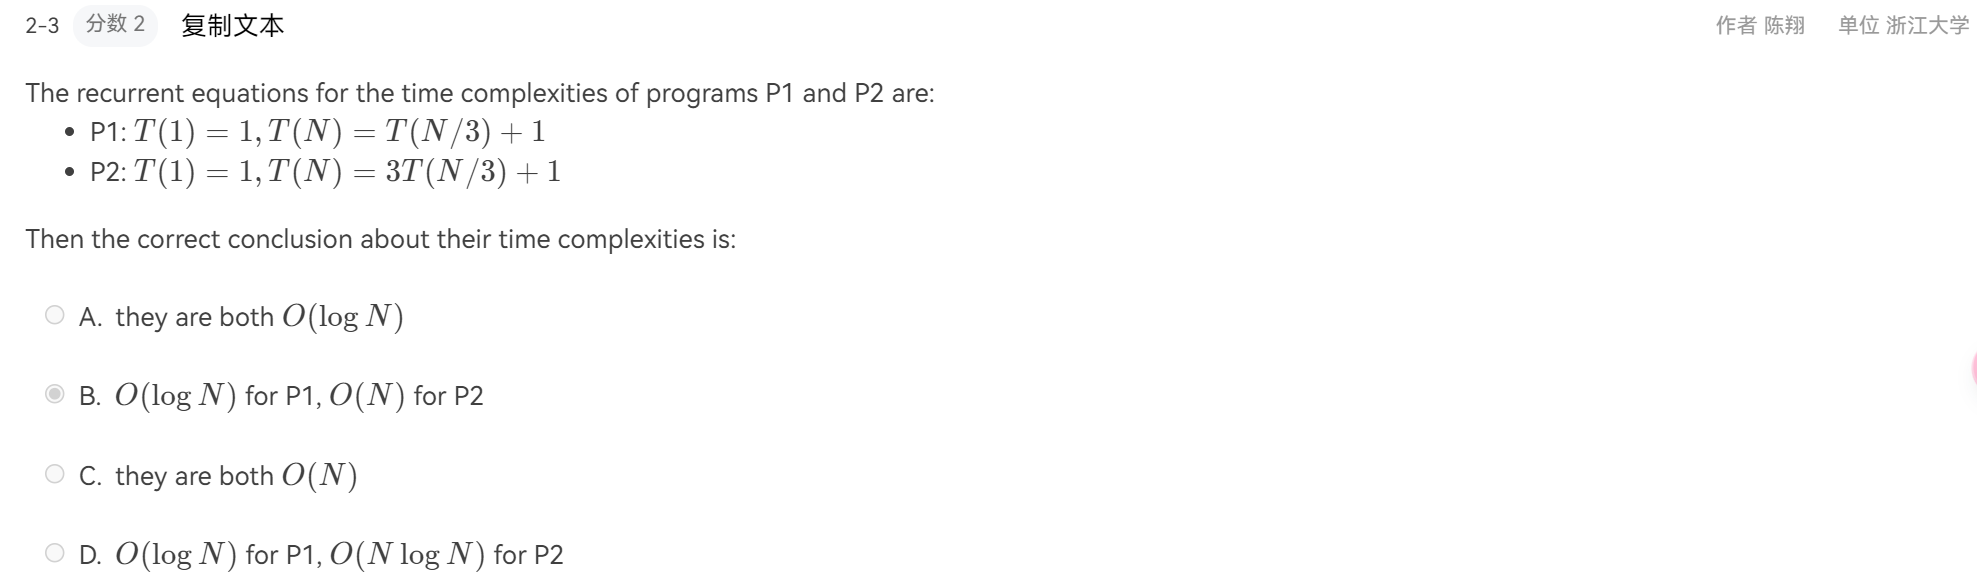 2-3 分数 2 复制文本 作者 陈翔 单位 浙江大学
The recurrent equations for the time complexities of programs P1 and P2 are:
• P1: T(1) = 1, T(N) = T(N/3) + 1
• P2: T(1) = 1, T(N) = 3T(N/3) + 1
Then the correct conclusion about their time complexities is:
A. they are both O(log N)
B. O(log N) for P1, O(N) for P2
C. they are both O(N)
D. O(log N) for P1, O(N log N) for P2